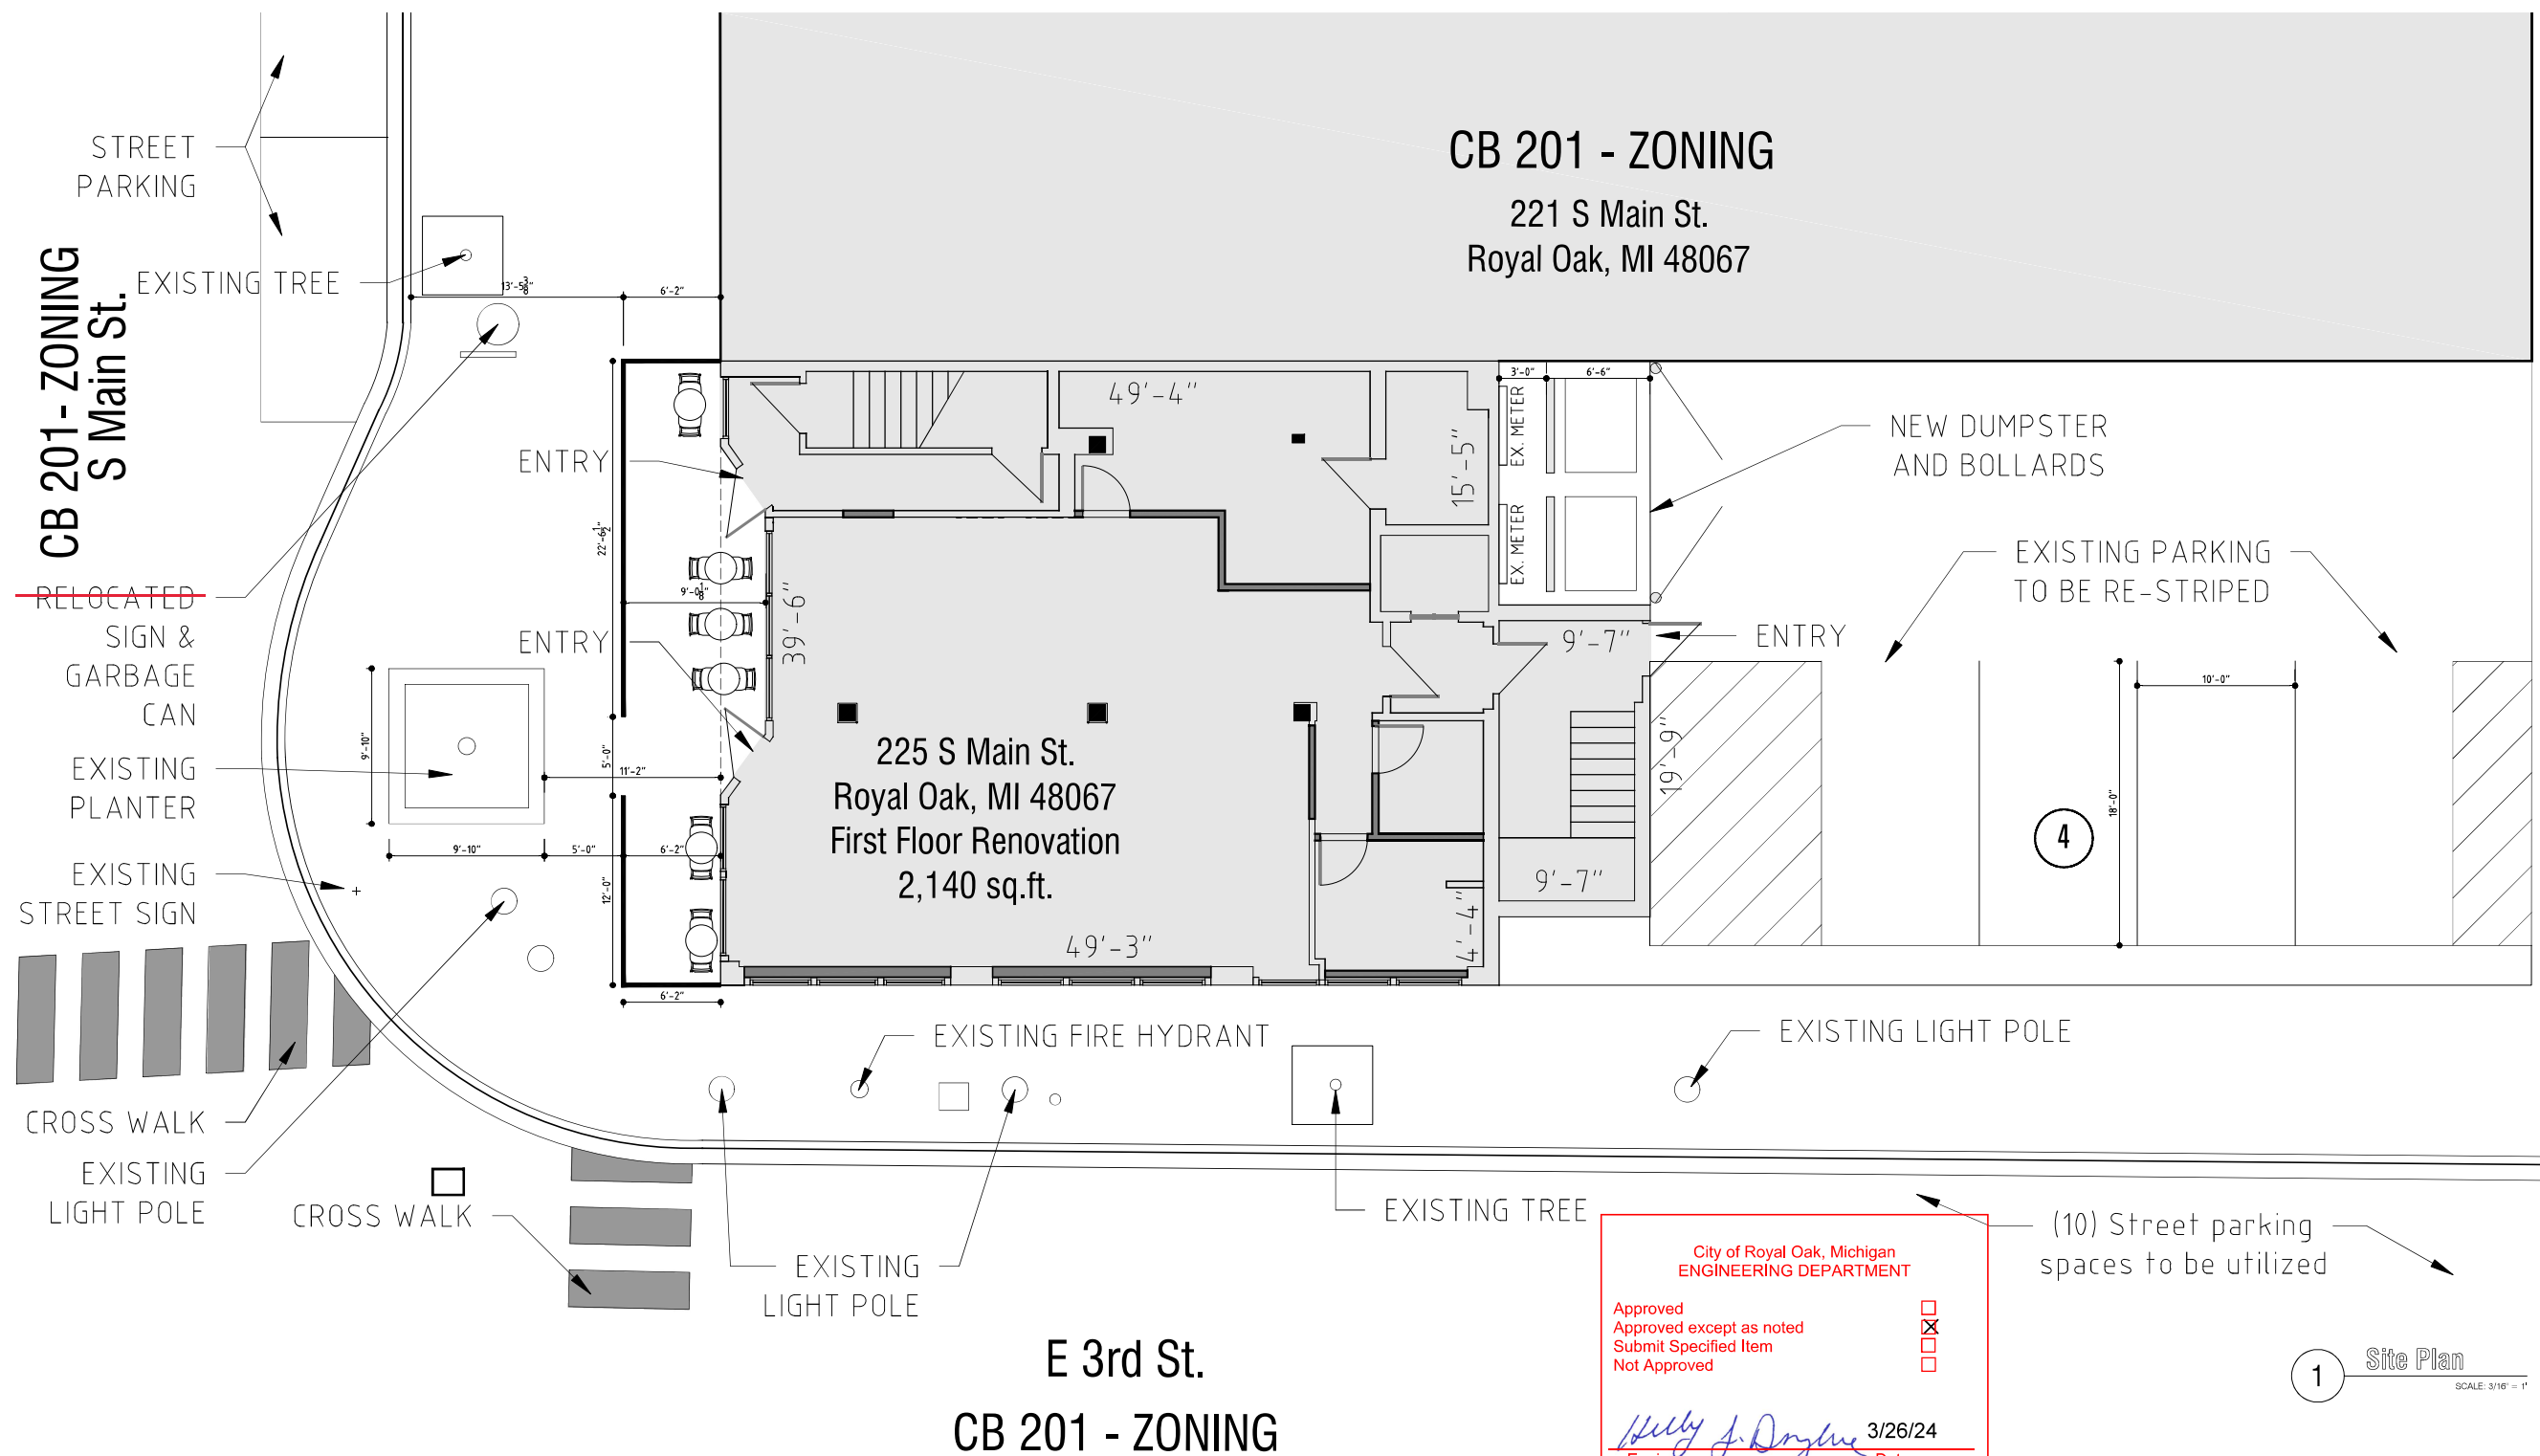 CB 201 - ZONING
221 S Main St.
Royal Oak, MI 48067
STREET
PARKING
CB 201- ZONING
S Main St.
EXISTING TREE
13'-5 3/8"
6'-2"
49'-4"
3'-0"
6'-6"
EX. METER
EX. METER
15'-5"
NEW DUMPSTER
AND BOLLARDS
ENTRY
22'-6 1/2"
9'-0 1/8"
39'-6"
EXISTING PARKING
TO BE RE-STRIPED
RELOCATED
SIGN &
GARBAGE
CAN
ENTRY
9'-7"
ENTRY
10'-0"
9'-10"
5'-0"
11'-2"
19'-9"
18'-0"
4
225 S Main St.
Royal Oak, MI 48067
First Floor Renovation
2,140 sq.ft.
EXISTING
PLANTER
9'-10"
5'-0"
6'-2"
12'-0"
9'-7"
4'-4"
49'-3"
EXISTING
STREET SIGN
6'-2"
EXISTING FIRE HYDRANT
EXISTING LIGHT POLE
CROSS WALK
EXISTING
LIGHT POLE
CROSS WALK
EXISTING
LIGHT POLE
EXISTING TREE
(10) Street parking
spaces to be utilized
City of Royal Oak, Michigan
ENGINEERING DEPARTMENT
Approved
Approved except as noted
Submit Specified Item
Not Approved
3/26/24
E 3rd St.
CB 201 - ZONING
1
Site Plan
SCALE: 3/16" = 1'